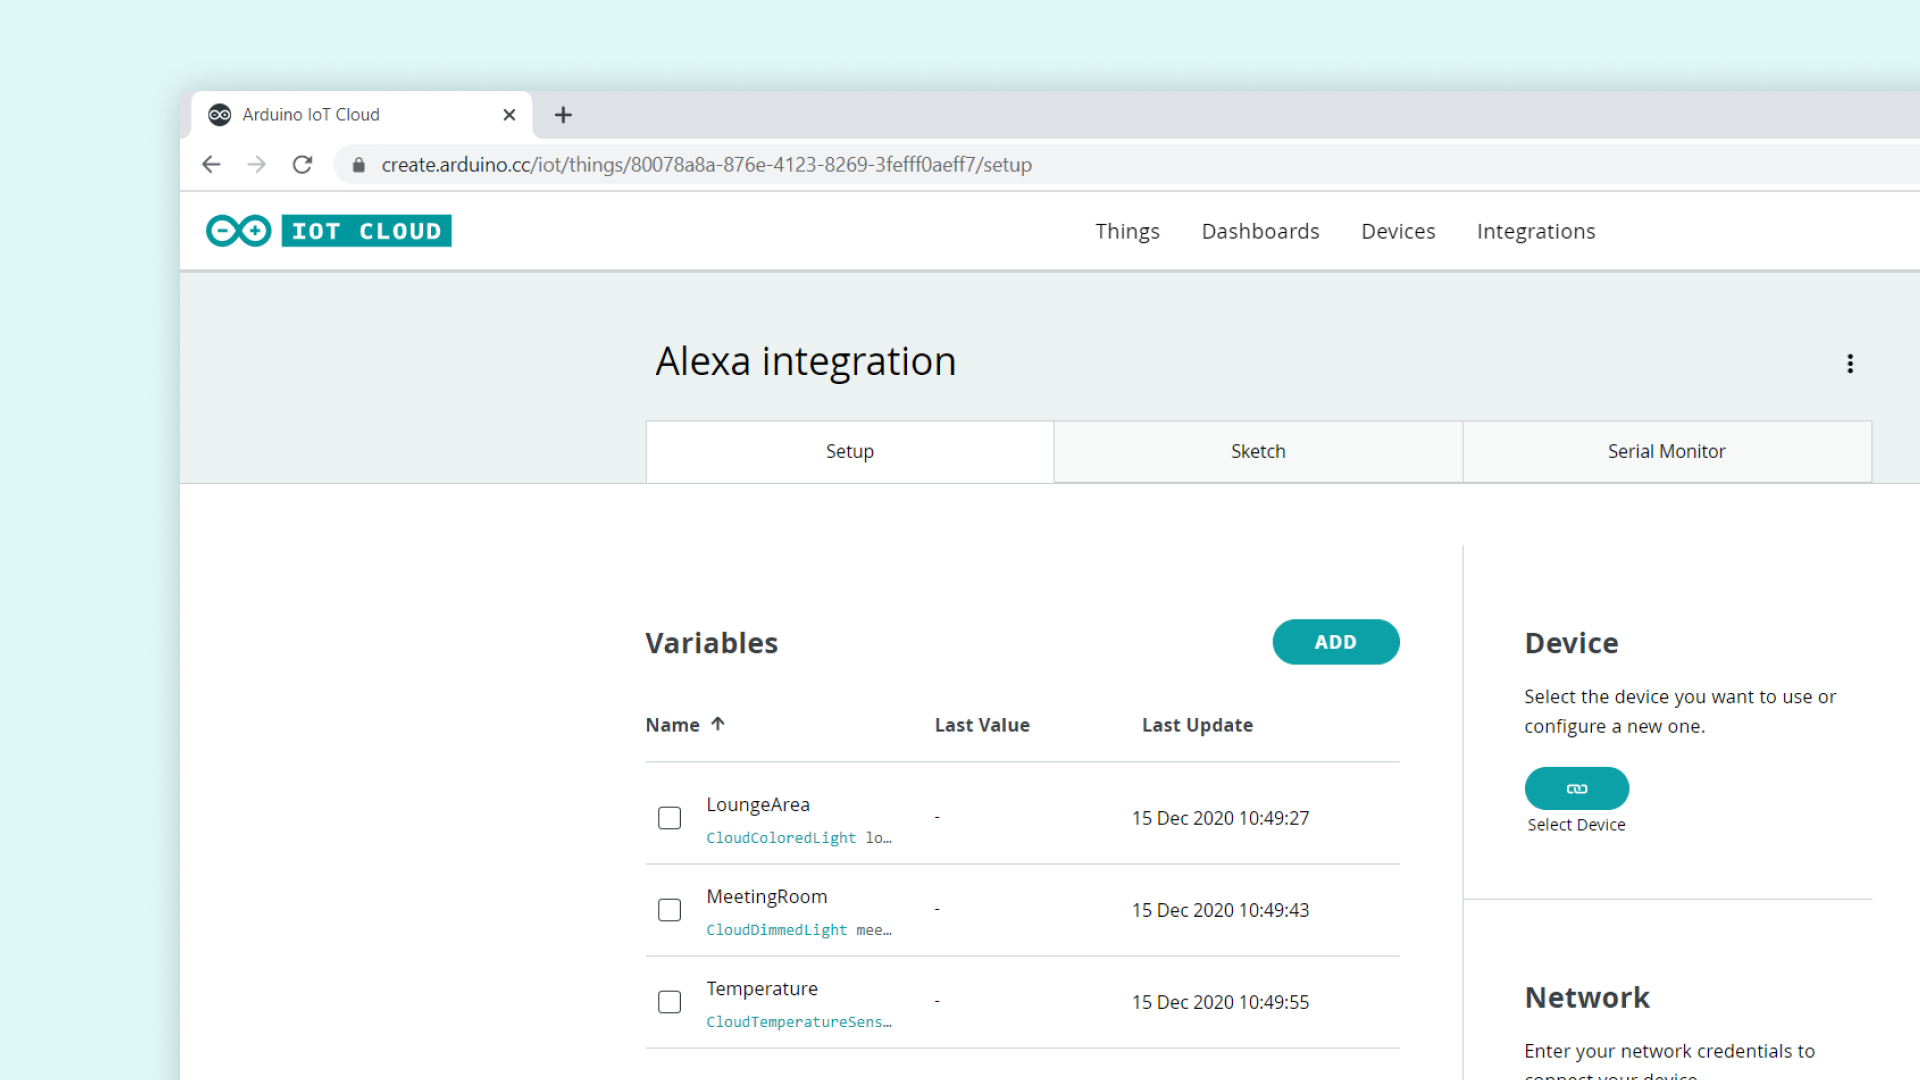 Arduino IoT Cloud
create.arduino.cc/iot/things/80078a8a-876e-4123-8269-3fefff0aeff7/setup
IOT CLOUD
Things Dashboards Devices Integrations
Alexa integration
Setup Sketch Serial Monitor
Variables
ADD
Name Last Value Last Update
LoungeArea
CloudColoredLight lo…
- 15 Dec 2020 10:49:27
MeetingRoom
CloudDimmedLight mee…
- 15 Dec 2020 10:49:43
Temperature
CloudTemperatureSens…
- 15 Dec 2020 10:49:55
Device
Select the device you want to use or
configure a new one.
Select Device
Network
Enter your network credentials to
connect your device